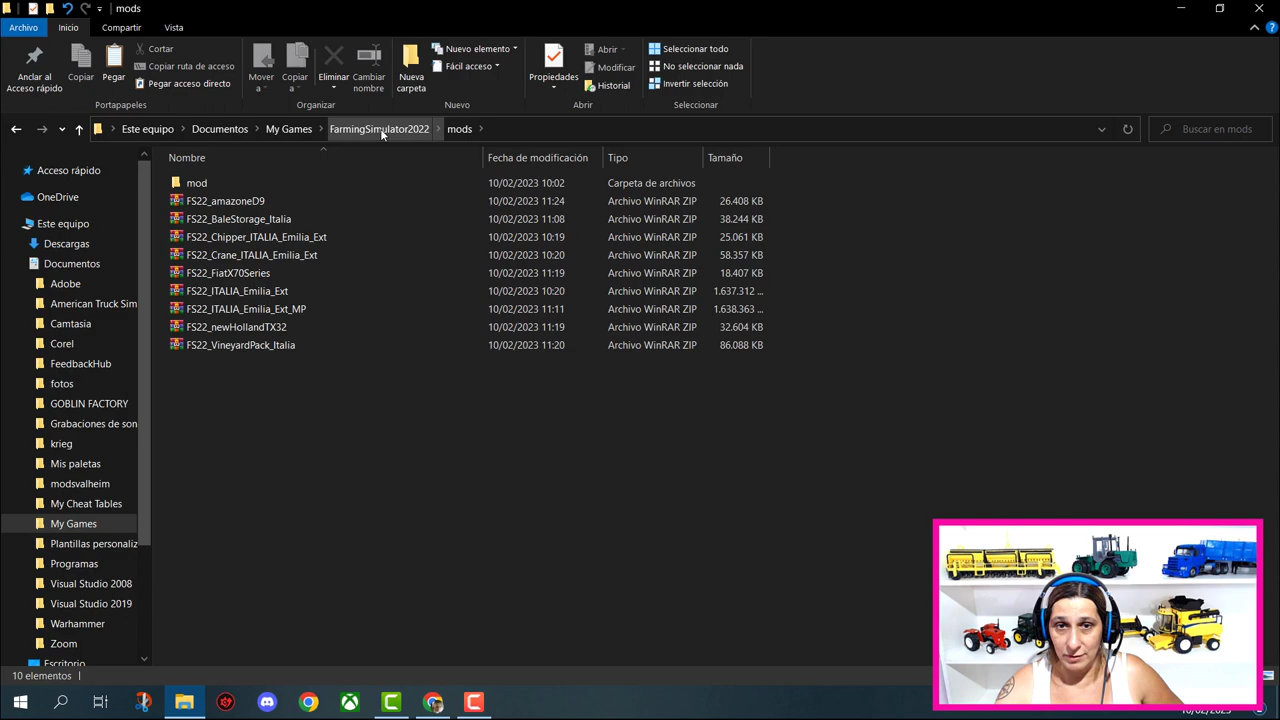 mods
Archivo Inicio Compartir Vista
Anclar al Acceso rápido
Copiar
Pegar
Cortar
Copiar ruta de acceso
Pegar acceso directo
Portapapeles
Mover a
Copiar a
Eliminar
Cambiar nombre
Organizar
Nueva carpeta
Nuevo elemento
Fácil acceso
Nuevo
Propiedades
Abrir
Modificar
Historial
Abrir
Seleccionar todo
No seleccionar nada
Invertir selección
Seleccionar
Este equipo Documentos My Games FarmingSimulator2022 mods
Buscar en mods
Nombre Fecha de modificación Tipo Tamaño
mod 10/02/2023 10:02 Carpeta de archivos
FS22_amazoneD9 10/02/2023 11:24 Archivo WinRAR ZIP 26.408 KB
FS22_BaleStorage_Italia 10/02/2023 11:08 Archivo WinRAR ZIP 38.244 KB
FS22_Chipper_ITALIA_Emilia_Ext 10/02/2023 10:19 Archivo WinRAR ZIP 25.061 KB
FS22_Crane_ITALIA_Emilia_Ext 10/02/2023 10:20 Archivo WinRAR ZIP 58.357 KB
FS22_FiatX70Series 10/02/2023 11:19 Archivo WinRAR ZIP 18.407 KB
FS22_ITALIA_Emilia_Ext 10/02/2023 10:20 Archivo WinRAR ZIP 1.637.312 ...
FS22_ITALIA_Emilia_Ext_MP 10/02/2023 11:11 Archivo WinRAR ZIP 1.638.363 ...
FS22_newHollandTX32 10/02/2023 11:19 Archivo WinRAR ZIP 32.604 KB
FS22_VineyardPack_Italia 10/02/2023 11:20 Archivo WinRAR ZIP 86.088 KB
Acceso rápido
OneDrive
Este equipo
Descargas
Documentos
Adobe
American Truck Sim
Camtasia
Corel
FeedbackHub
fotos
GOBLIN FACTORY
Grabaciones de son
krieg
Mis paletas
modsvalheim
My Cheat Tables
My Games
Plantillas personaliz
Programas
Visual Studio 2008
Visual Studio 2019
Warhammer
Zoom
Escritorio
10 elementos